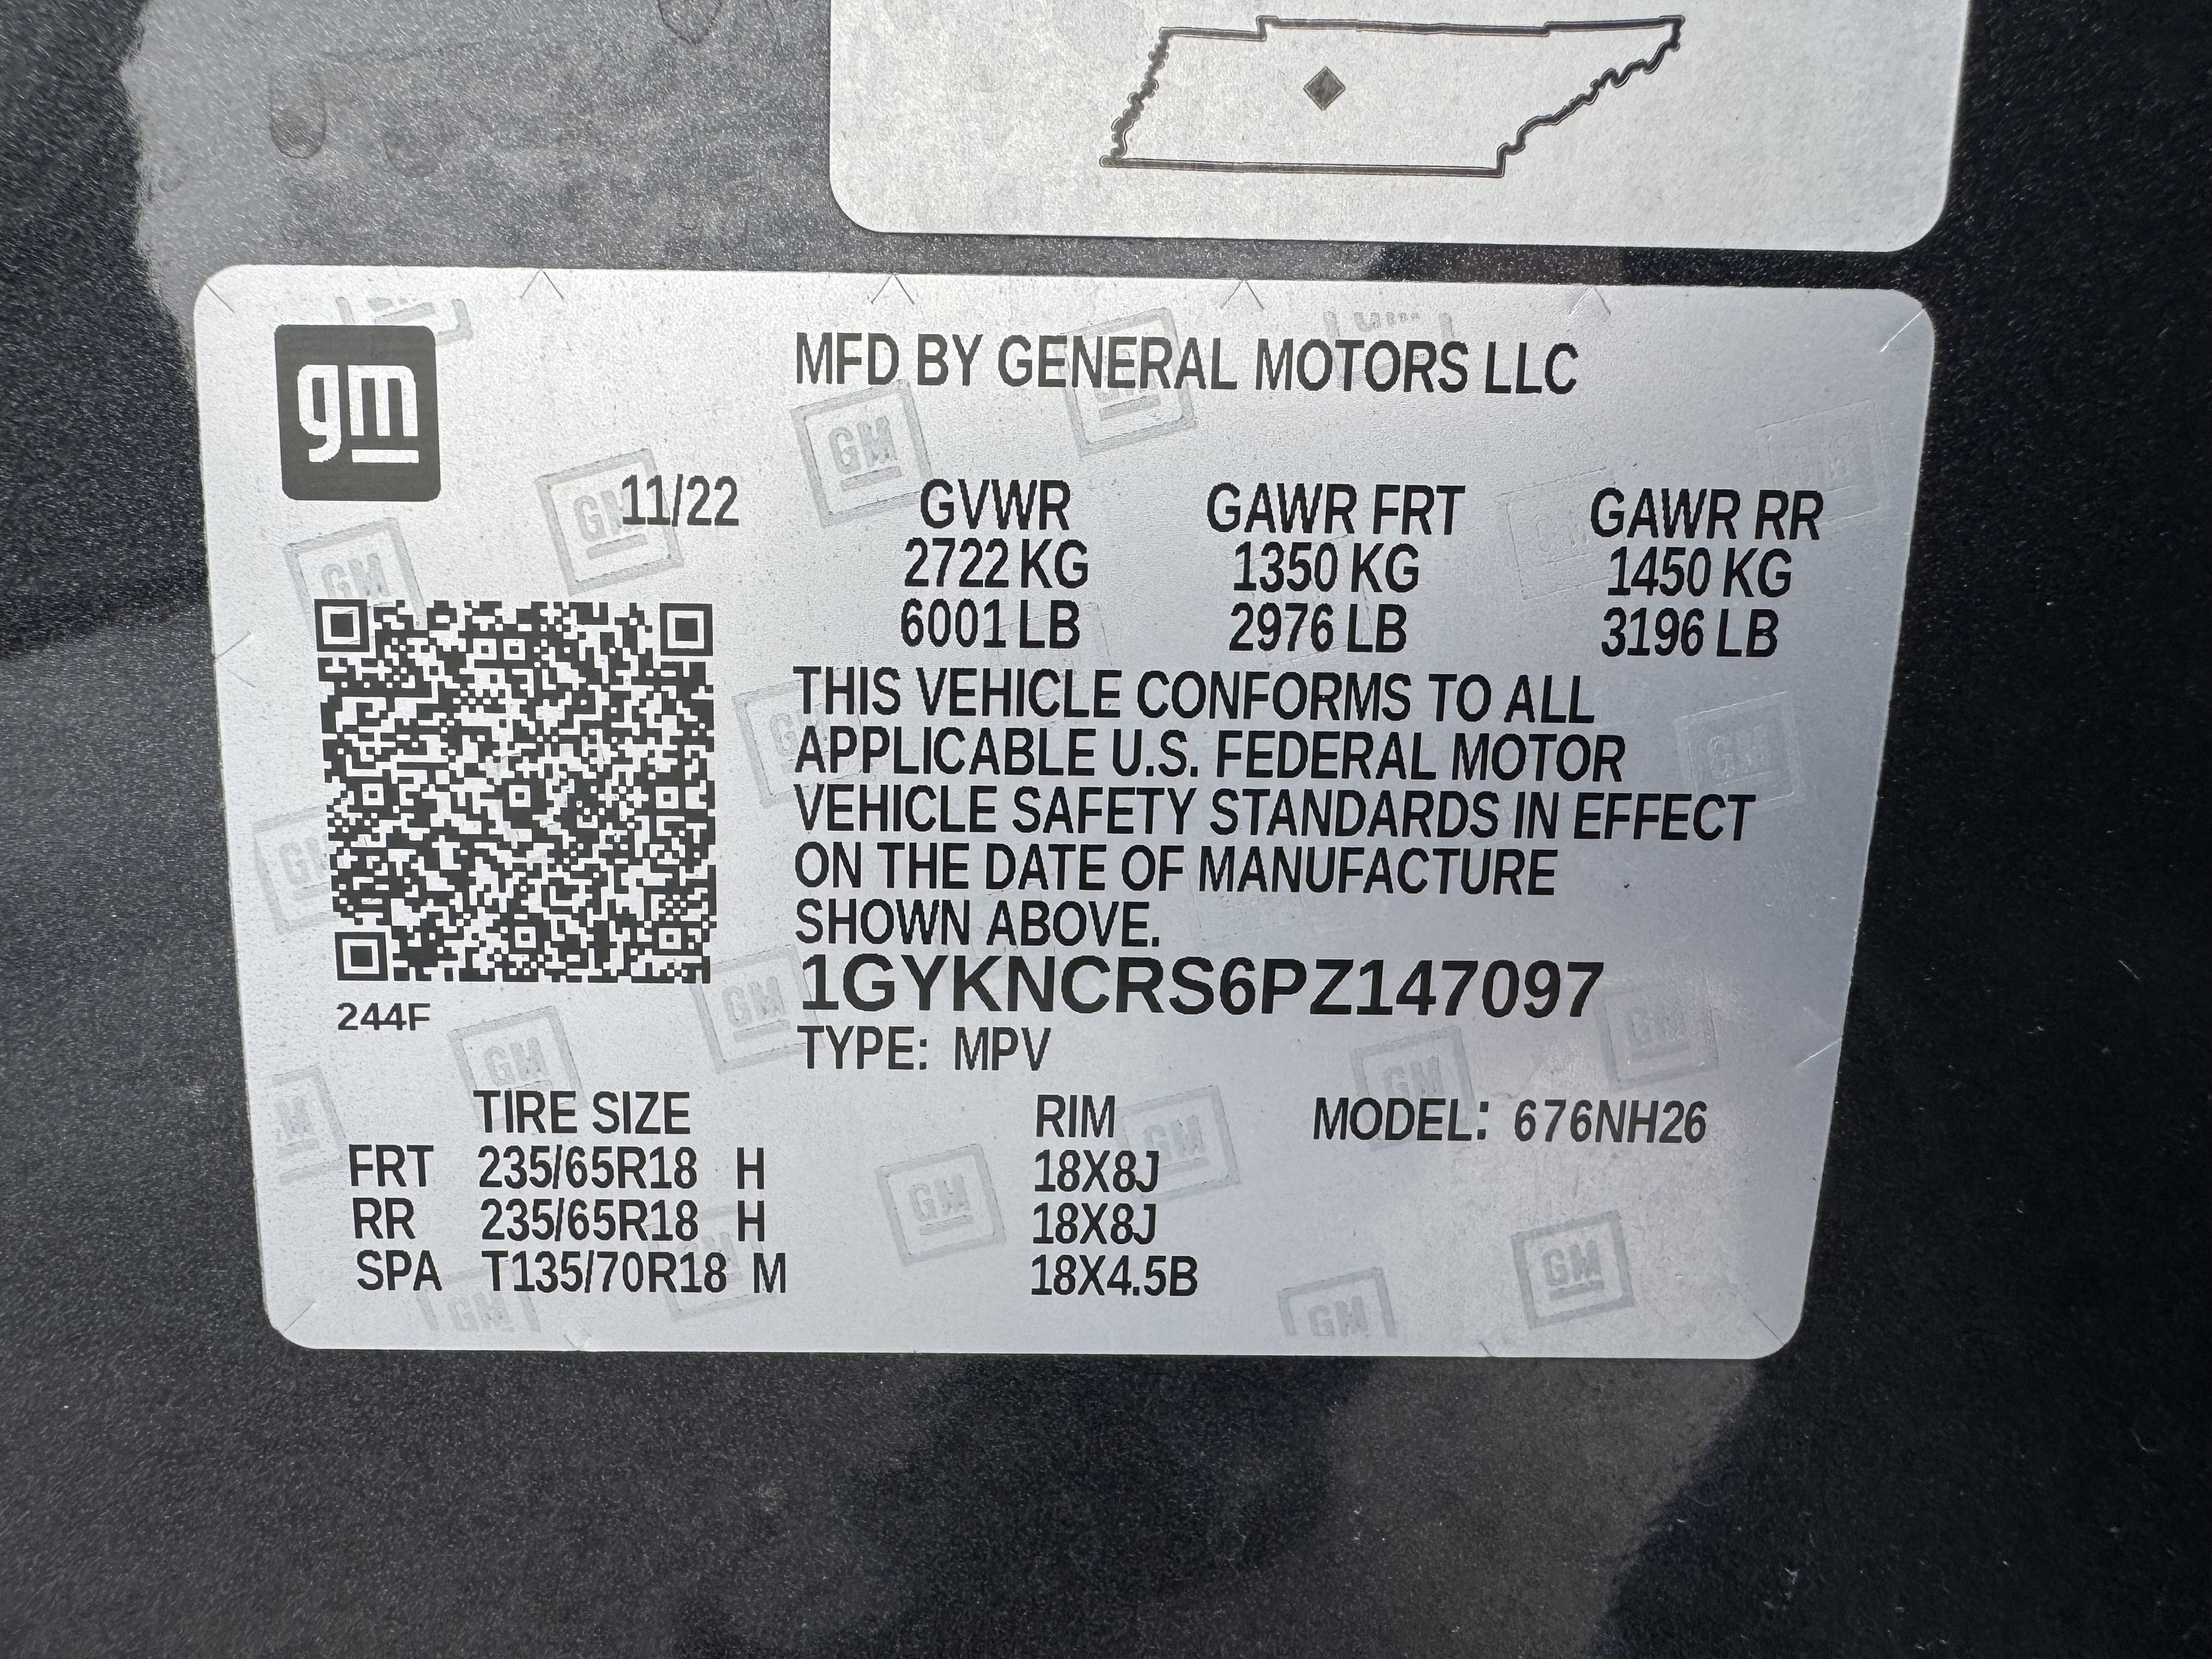 gm
MFD BY GENERAL MOTORS LLC
11/22 GVWR GAWR FRT GAWR RR
2722 KG 1350 KG 1450 KG
6001 LB 2976 LB 3196 LB
THIS VEHICLE CONFORMS TO ALL
APPLICABLE U.S. FEDERAL MOTOR
VEHICLE SAFETY STANDARDS IN EFFECT
ON THE DATE OF MANUFACTURE
SHOWN ABOVE.
1GYKNCRS6PZ147097
244F
TYPE: MPV
TIRE SIZE RIM MODEL: 676NH26
FRT 235/65R18 H 18X8J
RR 235/65R18 H 18X8J
SPA T135/70R18 M 18X4.5B